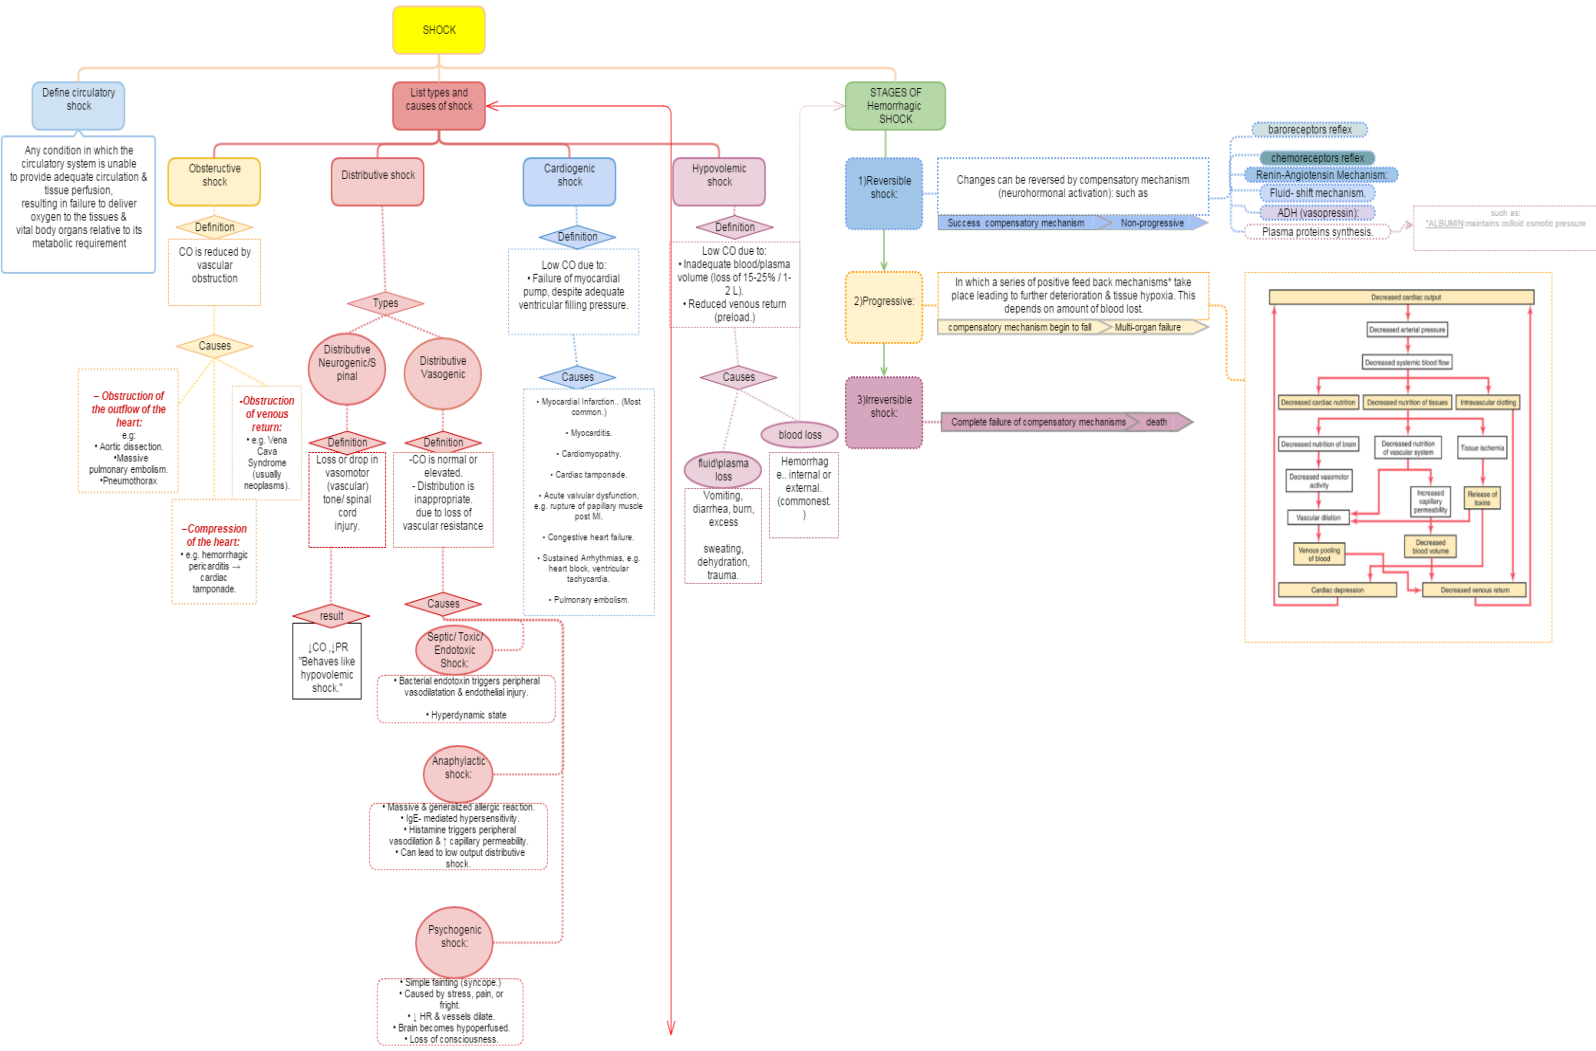 SHOCK
Define circulatory
shock
Any condition in which the
circulatory system is unable
to provide adequate circulation &
tissue perfusion,
resulting in failure to deliver
oxygen to the tissues &
vital body organs relative to its
metabolic requirement
List types and
causes of shock
Obsteructive
shock
Definition
CO is reduced by
vascular
obstruction
Causes
– Obstruction of
the outflow of the
heart:
e.g:
• Aortic dissection.
•Massive
pulmonary embolism.
•Pneumothorax
-Obstruction
of venous
return:
• e.g. Vena
Cava
Syndrome
(usually
neoplasms).
–Compression
of the heart:
• e.g. hemorrhagic
pericarditis →
cardiac
tamponade.
Distributive shock
Types
Distributive
Neurogenic/S
pinal
Definition
Loss or drop in
vasomotor
(vascular)
tone/ spinal
cord
injury.
result
↓CO ,↓PR
"Behaves like
hypovolemic
shock."
Distributive
Vasogenic
Definition
-CO is normal or
elevated.
- Distribution is
inappropriate.
due to loss of
vascular resistance
Causes
Septic/ Toxic/
Endotoxic
Shock:
• Bacterial endotoxin triggers peripheral
vasodilatation & endothelial injury.
• Hyperdynamic state
Anaphylactic
shock:
• Massive & generalized allergic reaction.
• IgE- mediated hypersensitivity.
• Histamine triggers peripheral
vasodilation & ↑ capillary permeability.
• Can lead to low output distributive
shock.
Psychogenic
shock:
• Simple fainting (syncope.)
• Caused by stress, pain, or
fright.
• ↓ HR & vessels dilate.
• Brain becomes hypoperfused.
• Loss of consciousness.
Cardiogenic
shock
Definition
Low CO due to:
• Failure of myocardial
pump, despite adequate
ventricular filling pressure.
Causes
• Myocardial Infarction.. (Most
common.)
• Myocarditis.
• Cardiomyopathy.
• Cardiac tamponade.
• Acute valvular dysfunction,
e.g. rupture of papillary muscle
post MI.
• Congestive heart failure.
• Sustained Arrhythmias, e.g.
heart block, ventricular
tachycardia.
• Pulmonary embolism.
Hypovolemic
shock
Definition
Low CO due to:
• Inadequate blood/plasma
volume (loss of 15-25% / 1-
2 L).
• Reduced venous return
(preload.)
Causes
fluid\plasma
loss
Vomiting,
diarrhea, burn,
excess
sweating,
dehydration,
trauma.
blood loss
Hemorrhag
e.. internal or
external.
(commonest.
)
STAGES OF
Hemorrhagic
SHOCK
1)Reversible
shock:
Changes can be reversed by compensatory mechanism
(neurohormonal activation): such as
Success compensatory mechanism
Non-progressive
baroreceptors reflex
chemoreceptors reflex
Renin-Angiotensin Mechanism:
Fluid- shift mechanism.
ADH (vasopressin):
Plasma proteins synthesis.
such as:
*ALBUMIN:maintains colloid osmotic pressure
2)Progressive:
In which a series of positive feed back mechanisms* take
place leading to further deterioration & tissue hypoxia. This
depends on amount of blood lost.
compensatory mechanism begin to fall
Multi-organ failure
Decreased cardiac output
Decreased arterial pressure
Decreased systemic blood flow
Decreased cardiac nutrition
Decreased nutrition of tissues
Intravascular clotting
Decreased nutrition of brain
Decreased nutrition
of vascular system
Tissue ischemia
Decreased vasomotor
activity
Increased
capillary
permeability
Release of
toxins
Vascular dilation
Venous pooling
of blood
Decreased
blood volume
Cardiac depression
Decreased venous return
3)Irreversible
shock:
Complete failure of compensatory mechanisms
death